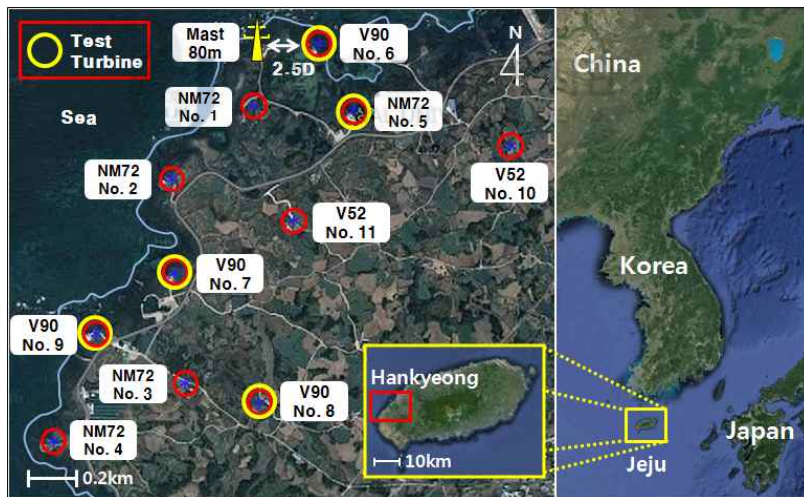 Test
Turbine
Mast
80m
2.5D
V90
No. 6
N
China
NM72
No. 1
NM72
No. 5
Sea
V52
No. 10
NM72
No. 2
V52
No. 11
V90
No. 7
Korea
V90
No. 9
Hankyeong
NM72
No. 3
V90
No. 8
NM72
No. 4
0.2km
10km
Jeju
Japan